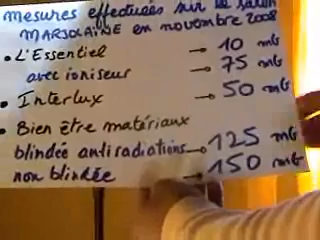 mesures effectuées sur le salon
MARJOLAINE en novembre 2008
• L'Essentiel → 10 mG
avec ioniseur → 75 mG
• Interlux → 50 mG
• Bien être matériaux
blindée antiradiations → 125 mG
non blindée → 150 mG